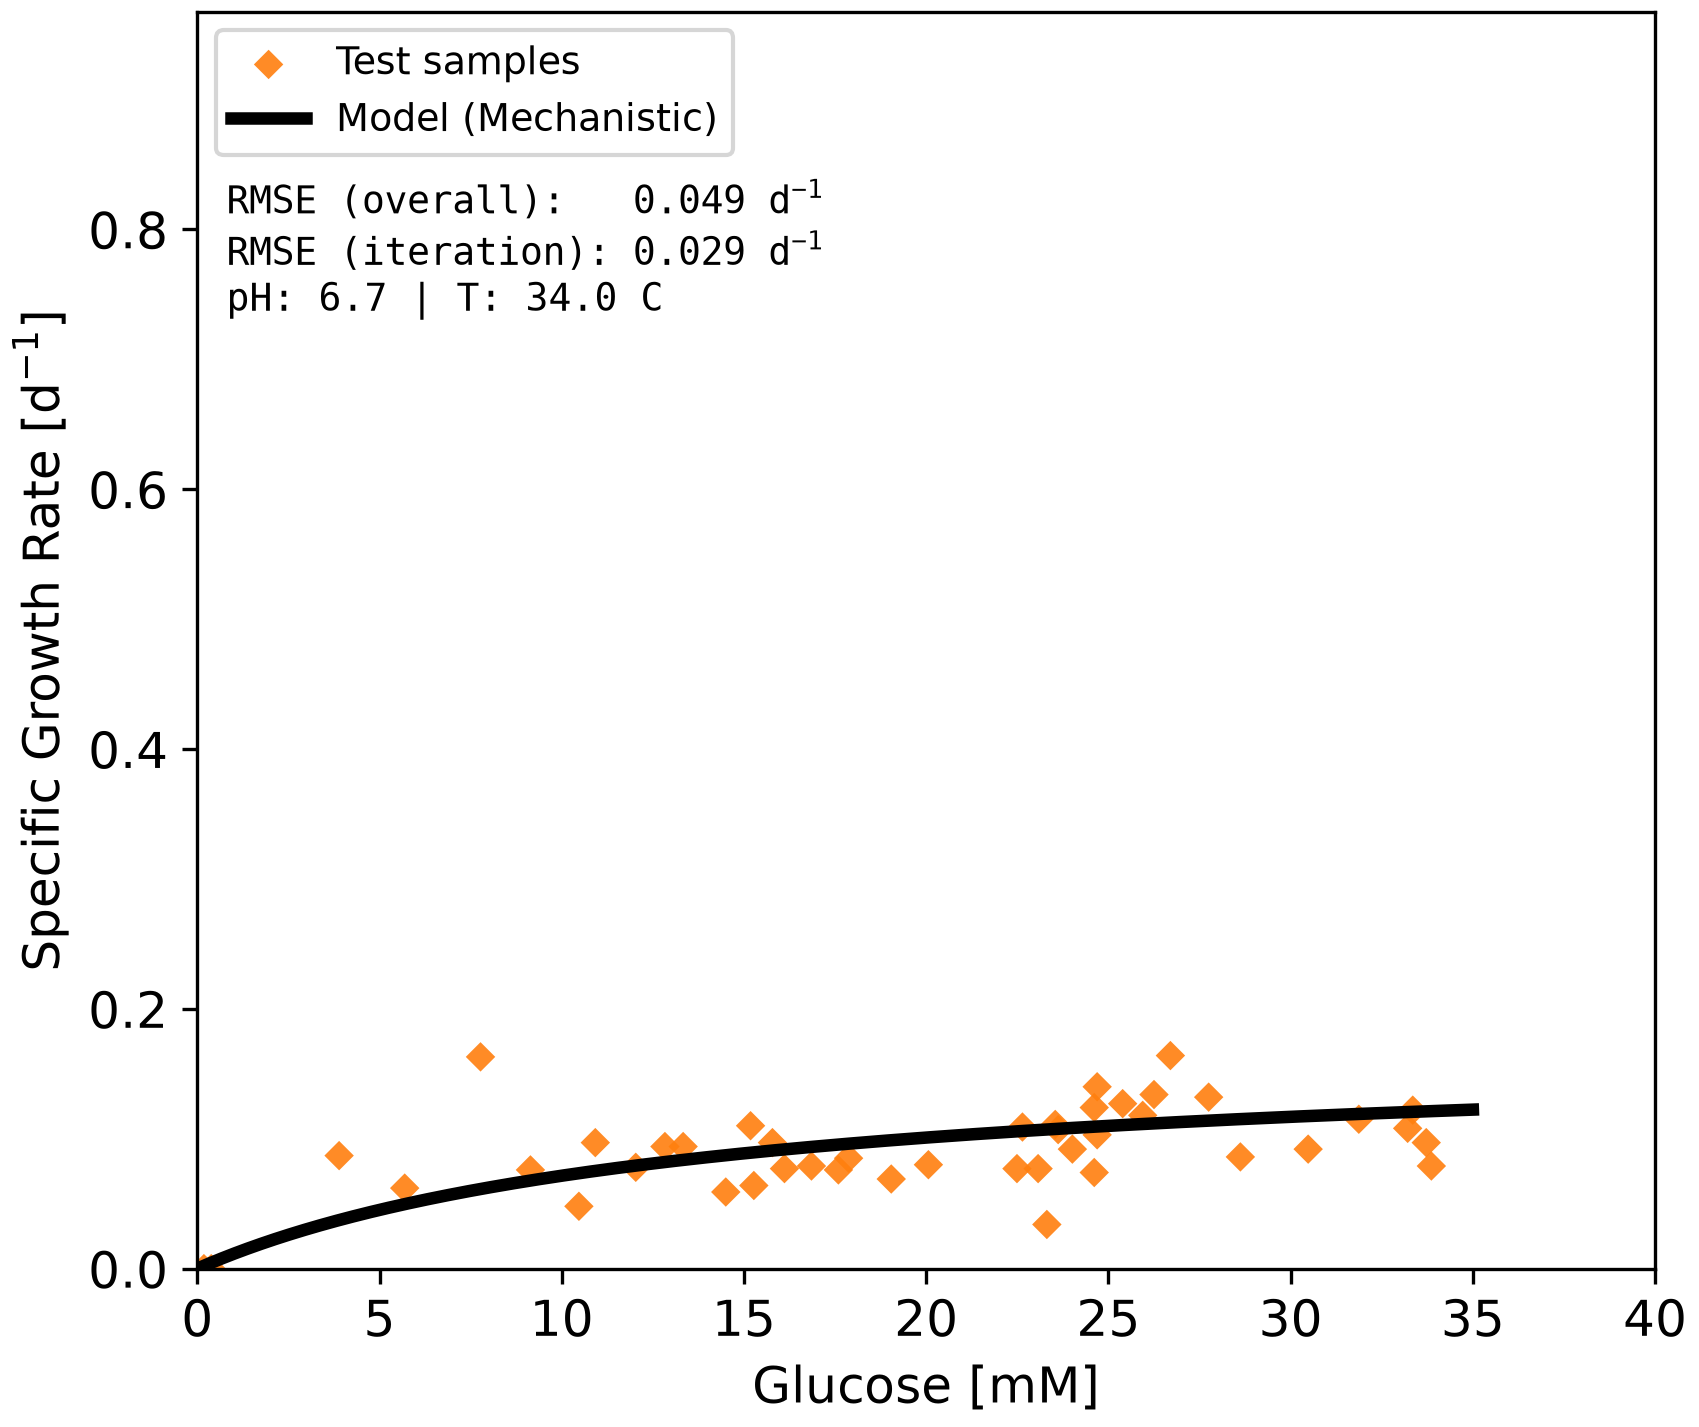 Test samples
Model (Mechanistic)
RMSE (overall):   0.049 d⁻¹
RMSE (iteration): 0.029 d⁻¹
pH: 6.7 | T: 34.0 C
Specific Growth Rate [d⁻¹]
0.8
0.6
0.4
0.2
0.0
0 5 10 15 20 25 30 35 40
Glucose [mM]